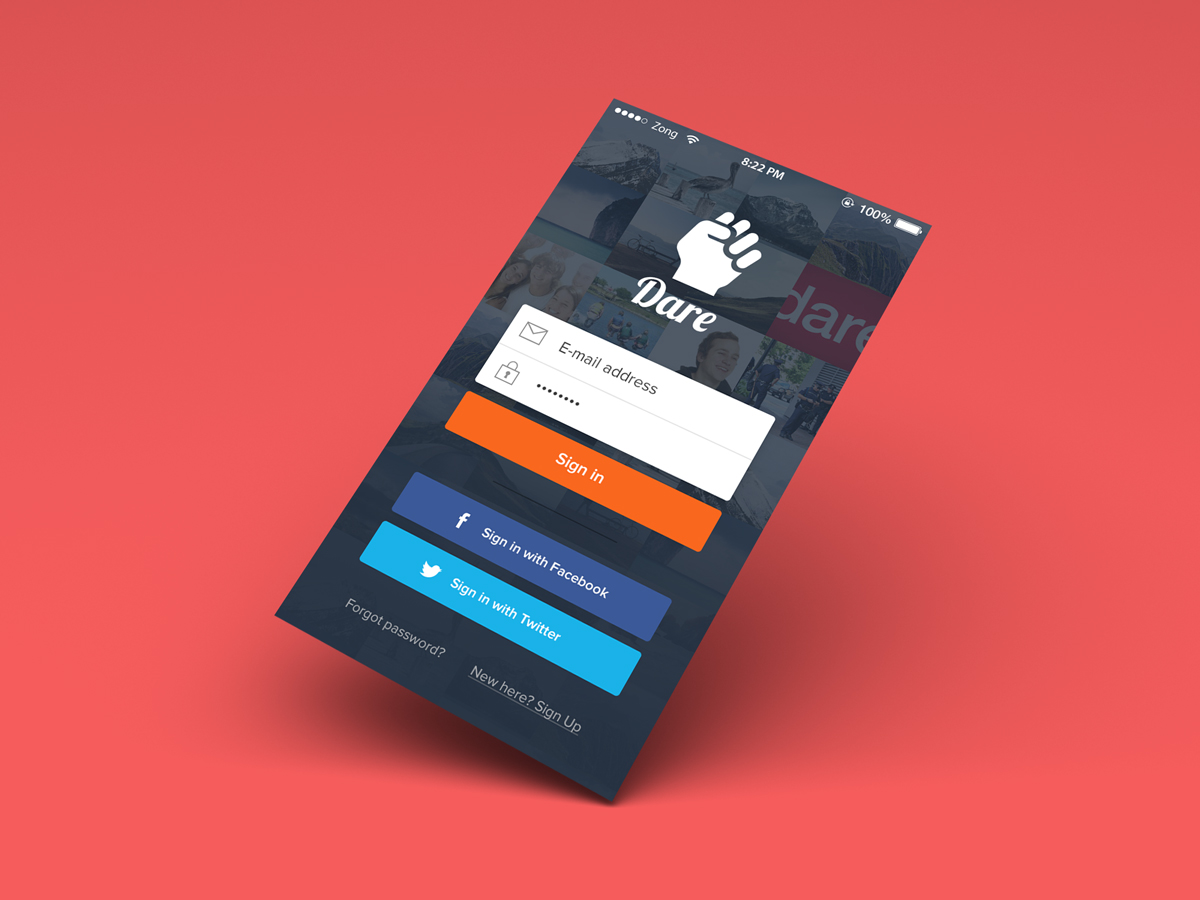 Zong
8:22 PM
100%
Dare
dare
E-mail address
••••••••
Sign in
f Sign in with Facebook
Sign in with Twitter
Forgot password?
New here? Sign Up